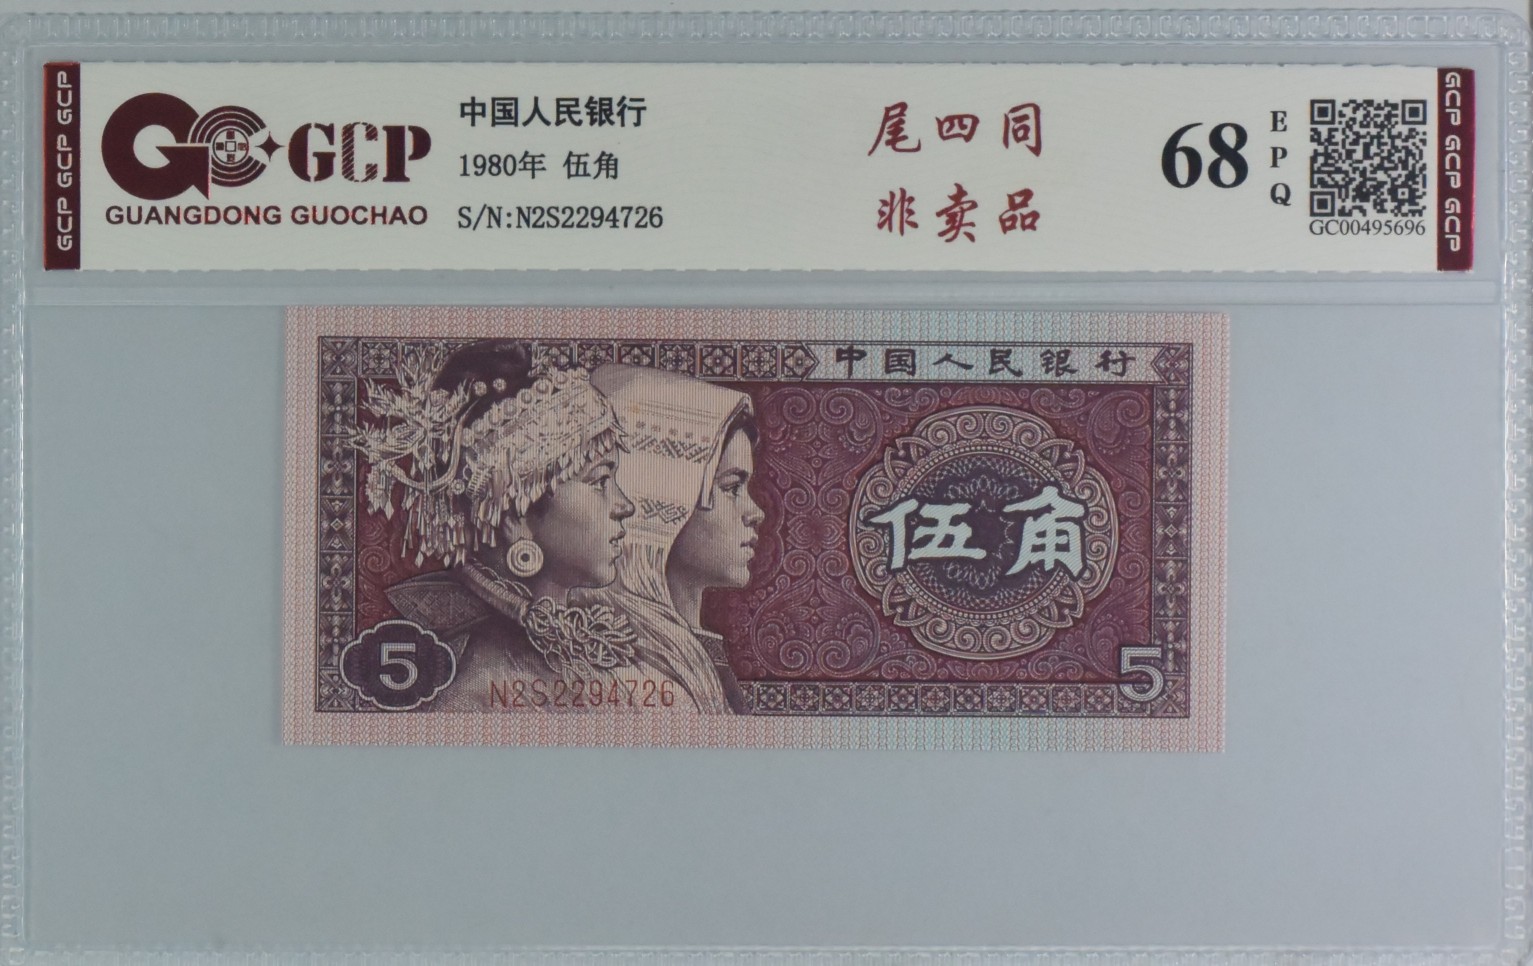 GCP GCP GCP
GCP
GUANGDONG GUOCHAO
中国人民银行
1980年 伍角
S/N:N2S2294726
尾四同
非卖品
68
EPQ
GC00495696
GCP GCP GCP
中国人民银行
伍角
5
N2S2294726
5